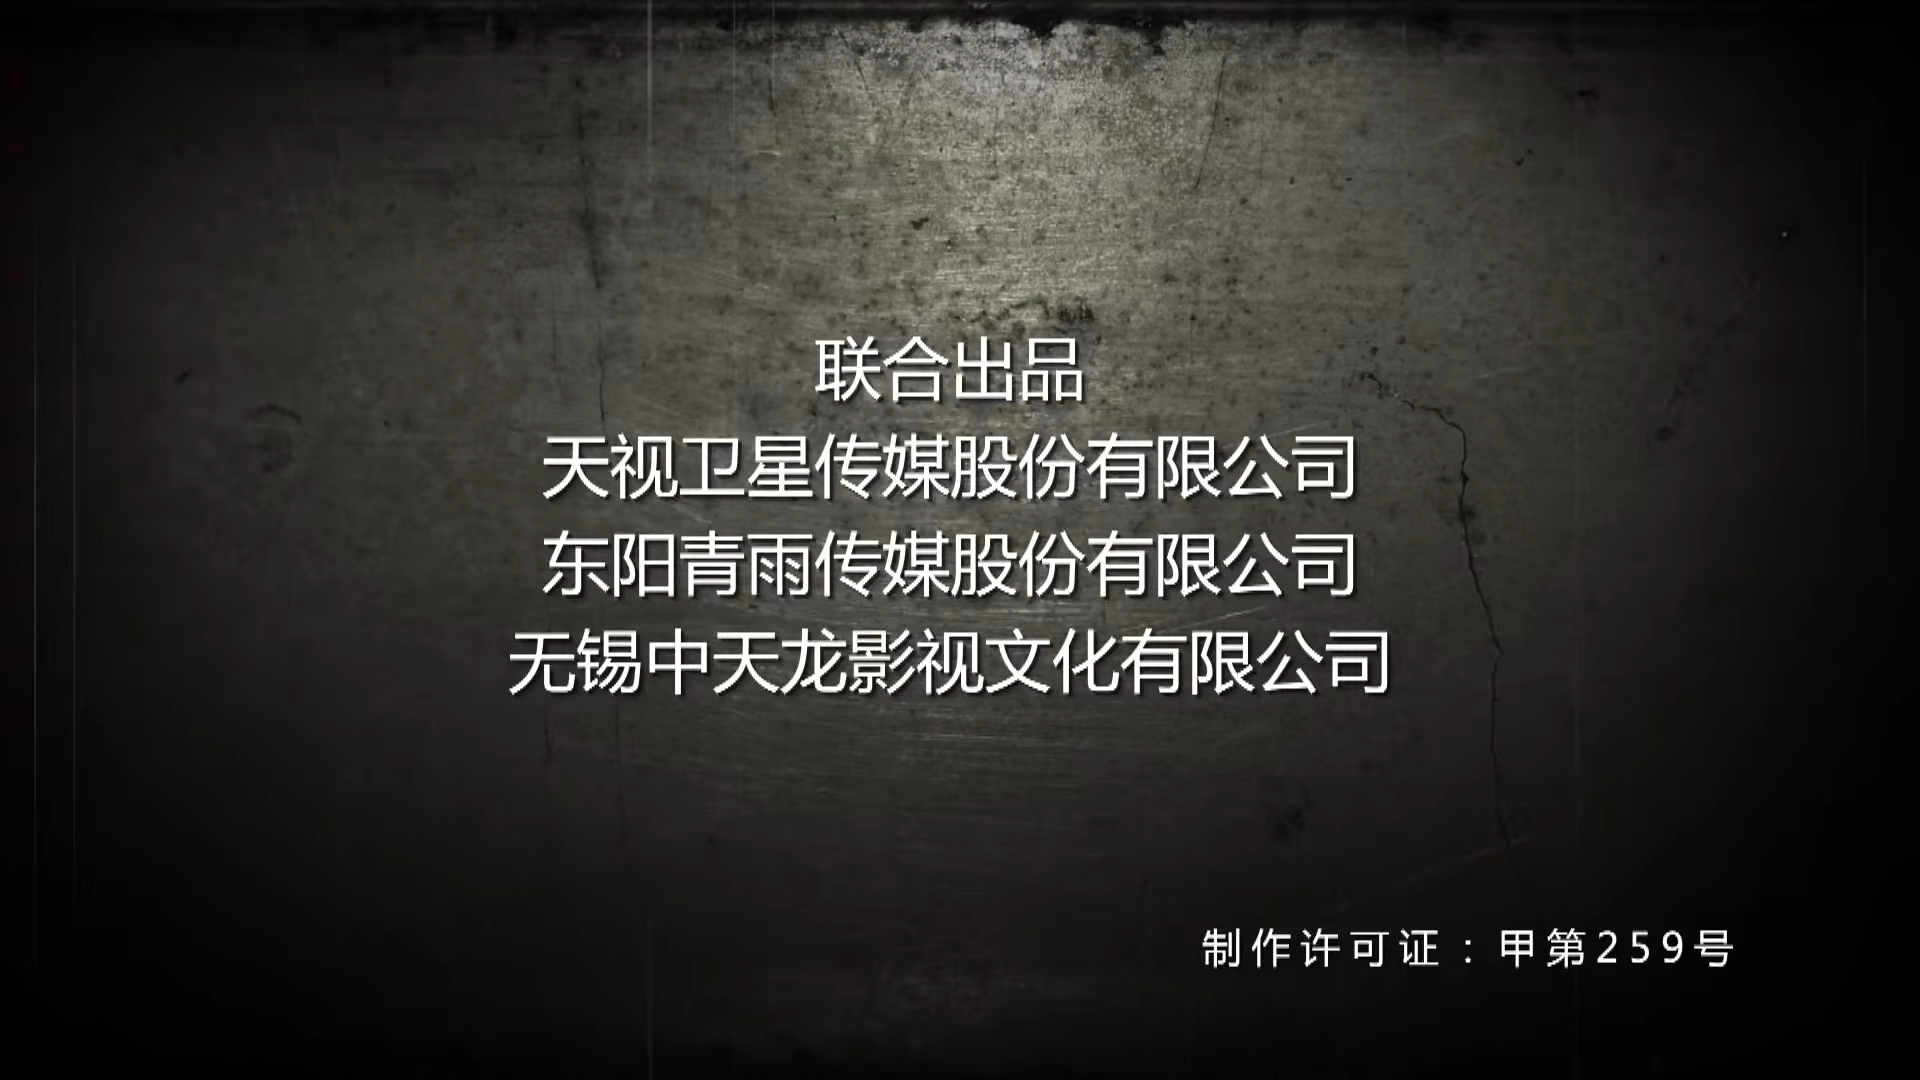 联合出品
天视卫星传媒股份有限公司
东阳青雨传媒股份有限公司
无锡中天龙影视文化有限公司
制作许可证：甲第259号